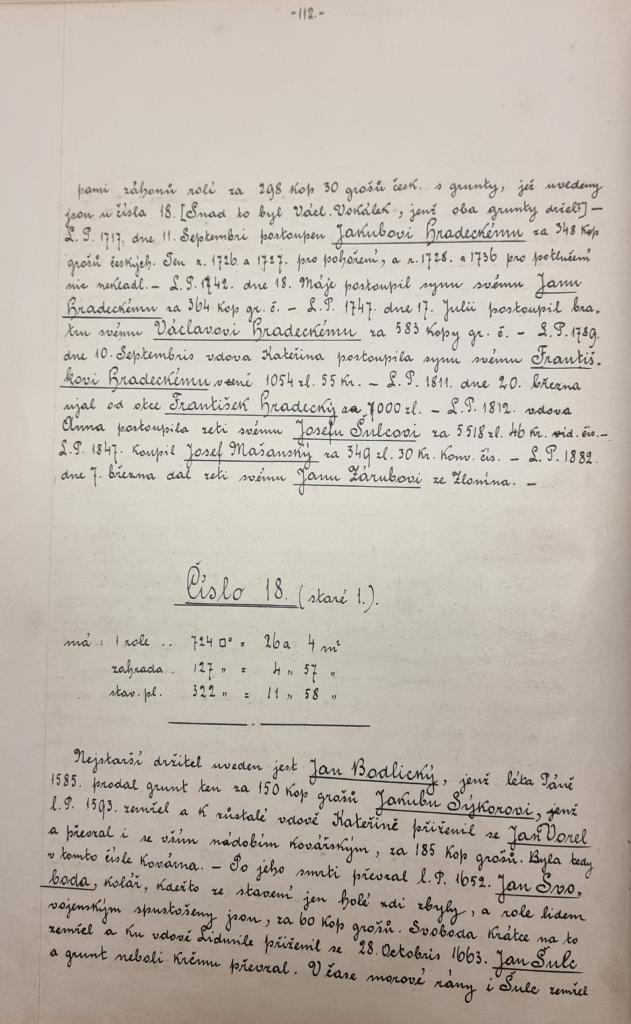 -112.-
pami záhonů rolí za 298 kop 30 grošů česk. s grunty, jež uvedeny
jsou u čísla 18. [Snad to byl Václ. Vokálek, jenž oba grunty držel?] —
L. P. 1717. dne 11. Septembri postoupen Jakubovi Hradeckému za 348 kop
grošů českých. Ten r. 1726. a 1727. pro pohoření, a r. 1728. a 1736 pro potlučení
nic nekladl. — L. P. 1742. dne 18. Máje postoupil synu svému Janu
Hradeckému za 364 kop gr. č. — L. P. 1747. dne 17. Julii postoupil bra-
tru svému Václavovi Hradeckému za 583 kopy gr. č. — L. P. 1789.
dne 10. Septembris vdova Kateřina postoupila synu svému Františ-
kovi Hradeckému v ceně 1054 zl. 55 kr. — L. P. 1811. dne 20. března
ujal od otce František Hradecký za 7000 zl. — L. P. 1812. vdova
Anna postoupila zeti svému Josefu Šulcovi za 5518 zl. 46 kr. vid. čís. —
L. P. 1847. koupil Josef Mašanský za 349 zl. 30 kr. konv. čís. — L. P. 1882.
dne 7. března dal zeti svému Janu Zárubovi ze Zlonína. —
Číslo 18. (staré 1.).
má : 1 role .. 724 □° = 26 a 4 m²
zahrada . 127 „ = 4 „ 57 „
stav. pl. 322 „ = 11 „ 58 „
Nejstarší držitel uveden jest Jan Bodlický, jenž léta Páně
1585. prodal grunt ten za 150 kop grošů Jakubu Sýkorovi, jenž
l. P. 1593. zemřel a k zůstalé vdově Kateřině přiženil se Jan Vorel
a převzal i se vším nádobím kovářským, za 185 kop grošů. Byla tedy
v tomto čísle kovárna. — Po jeho smrti převzal l. P. 1652. Jan Svo-
boda, kolář, kdežto ze stavení jen holé zdi zbyly, a role lidem
vojenským spustošeny jsou, za 60 kop grošů. Svoboda krátce na to
zemřel a ku vdově Lidmile přiženil se 28. Octobris 1663. Jan Šulc
a grunt neboli krčmu převzal. V čase morové rány i Šulc zemřel